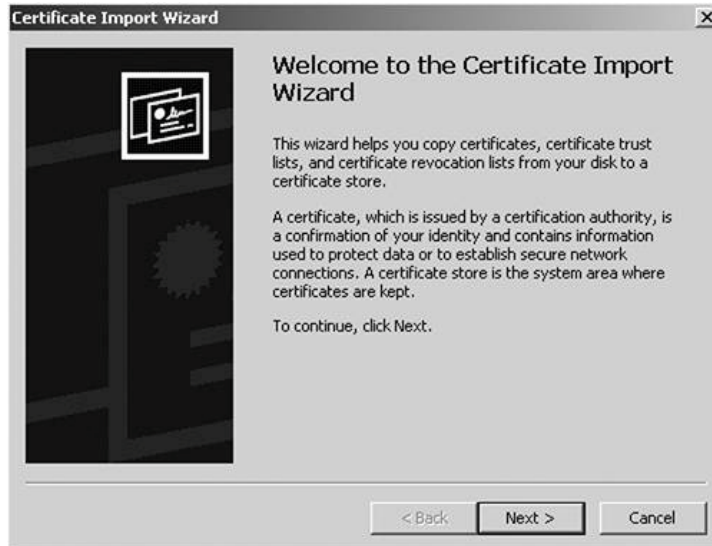 Certificate Import Wizard
Welcome to the Certificate Import
Wizard
This wizard helps you copy certificates, certificate trust
lists, and certificate revocation lists from your disk to a
certificate store.
A certificate, which is issued by a certification authority, is
a confirmation of your identity and contains information
used to protect data or to establish secure network
connections. A certificate store is the system area where
certificates are kept.
To continue, click Next.
< Back Next > Cancel